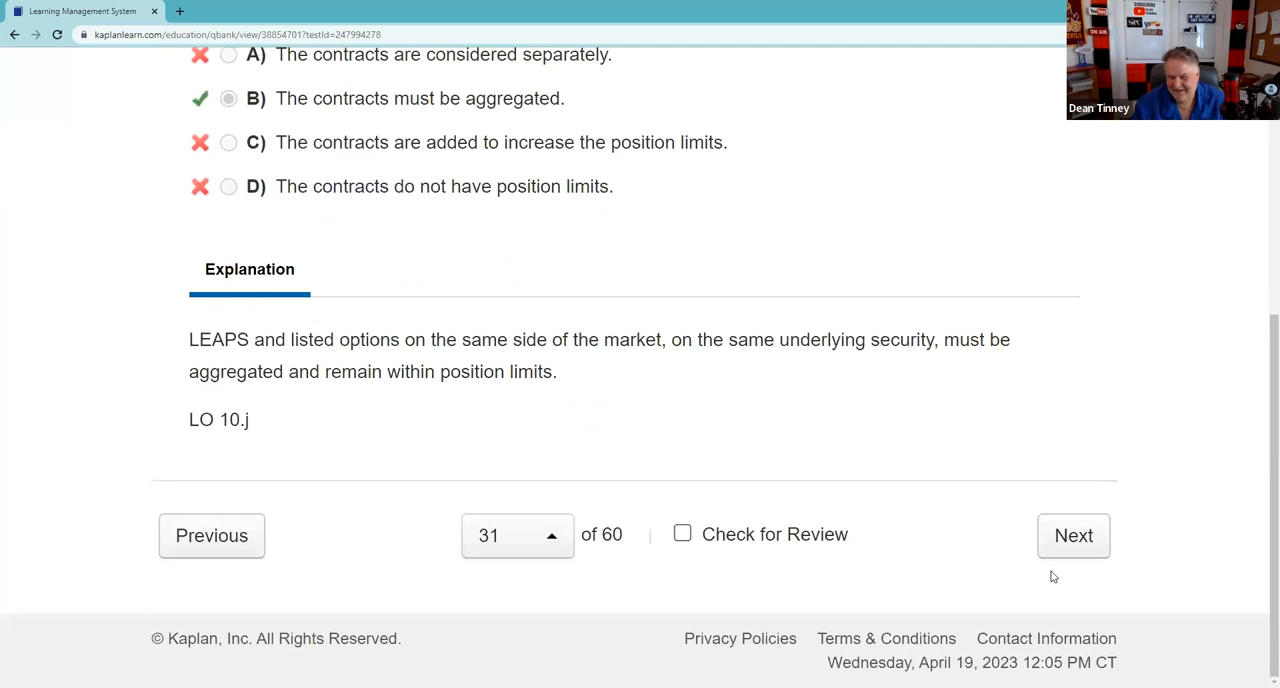 Learning Management System
kaplanlearn.com/education/qbank/view/38854701?testId=247994278
A) The contracts are considered separately.
B) The contracts must be aggregated.
C) The contracts are added to increase the position limits.
D) The contracts do not have position limits.
Explanation
LEAPS and listed options on the same side of the market, on the same underlying security, must be
aggregated and remain within position limits.
LO 10.j
Previous
31 of 60
Check for Review
Next
© Kaplan, Inc. All Rights Reserved.
Privacy Policies Terms & Conditions Contact Information
Wednesday, April 19, 2023 12:05 PM CT
Dean Tinney
SUBSCRIBE
ON AIR